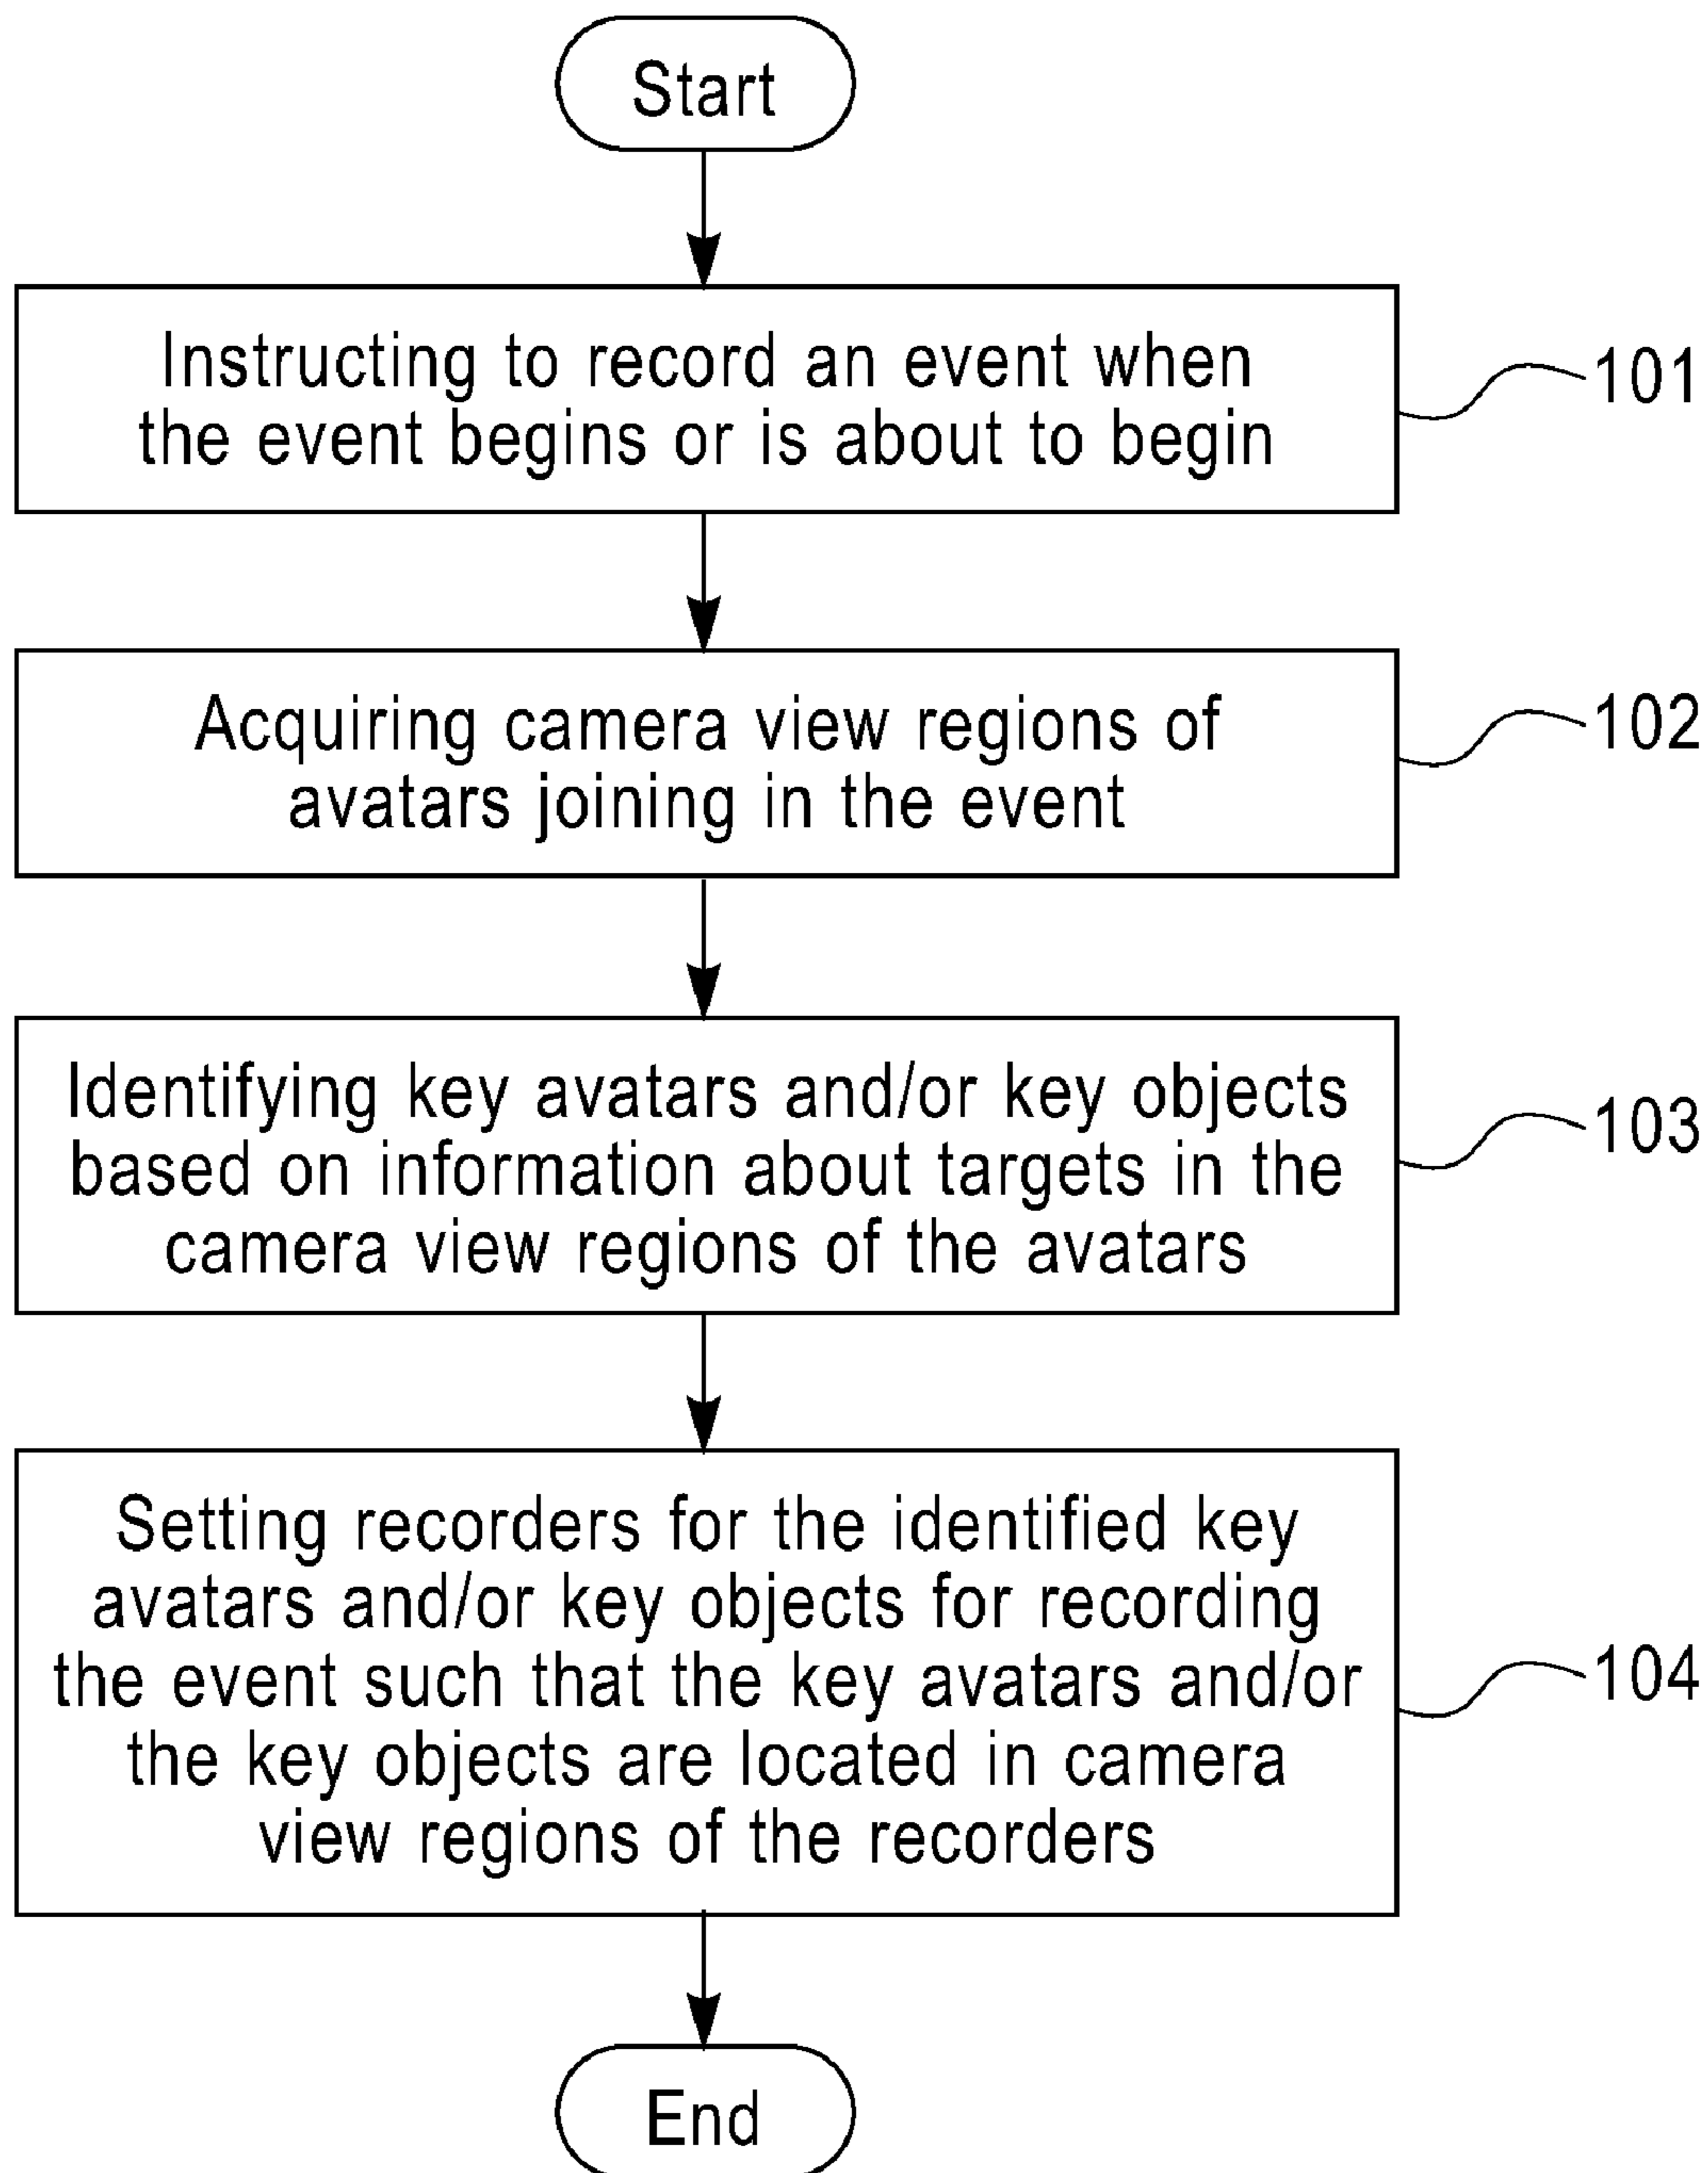 Start
Instructing to record an event when
the event begins or is about to begin
101
Acquiring camera view regions of
avatars joining in the event
102
Identifying key avatars and/or key objects
based on information about targets in the
camera view regions of the avatars
103
Setting recorders for the identified key
avatars and/or key objects for recording
the event such that the key avatars and/or
the key objects are located in camera
view regions of the recorders
104
End